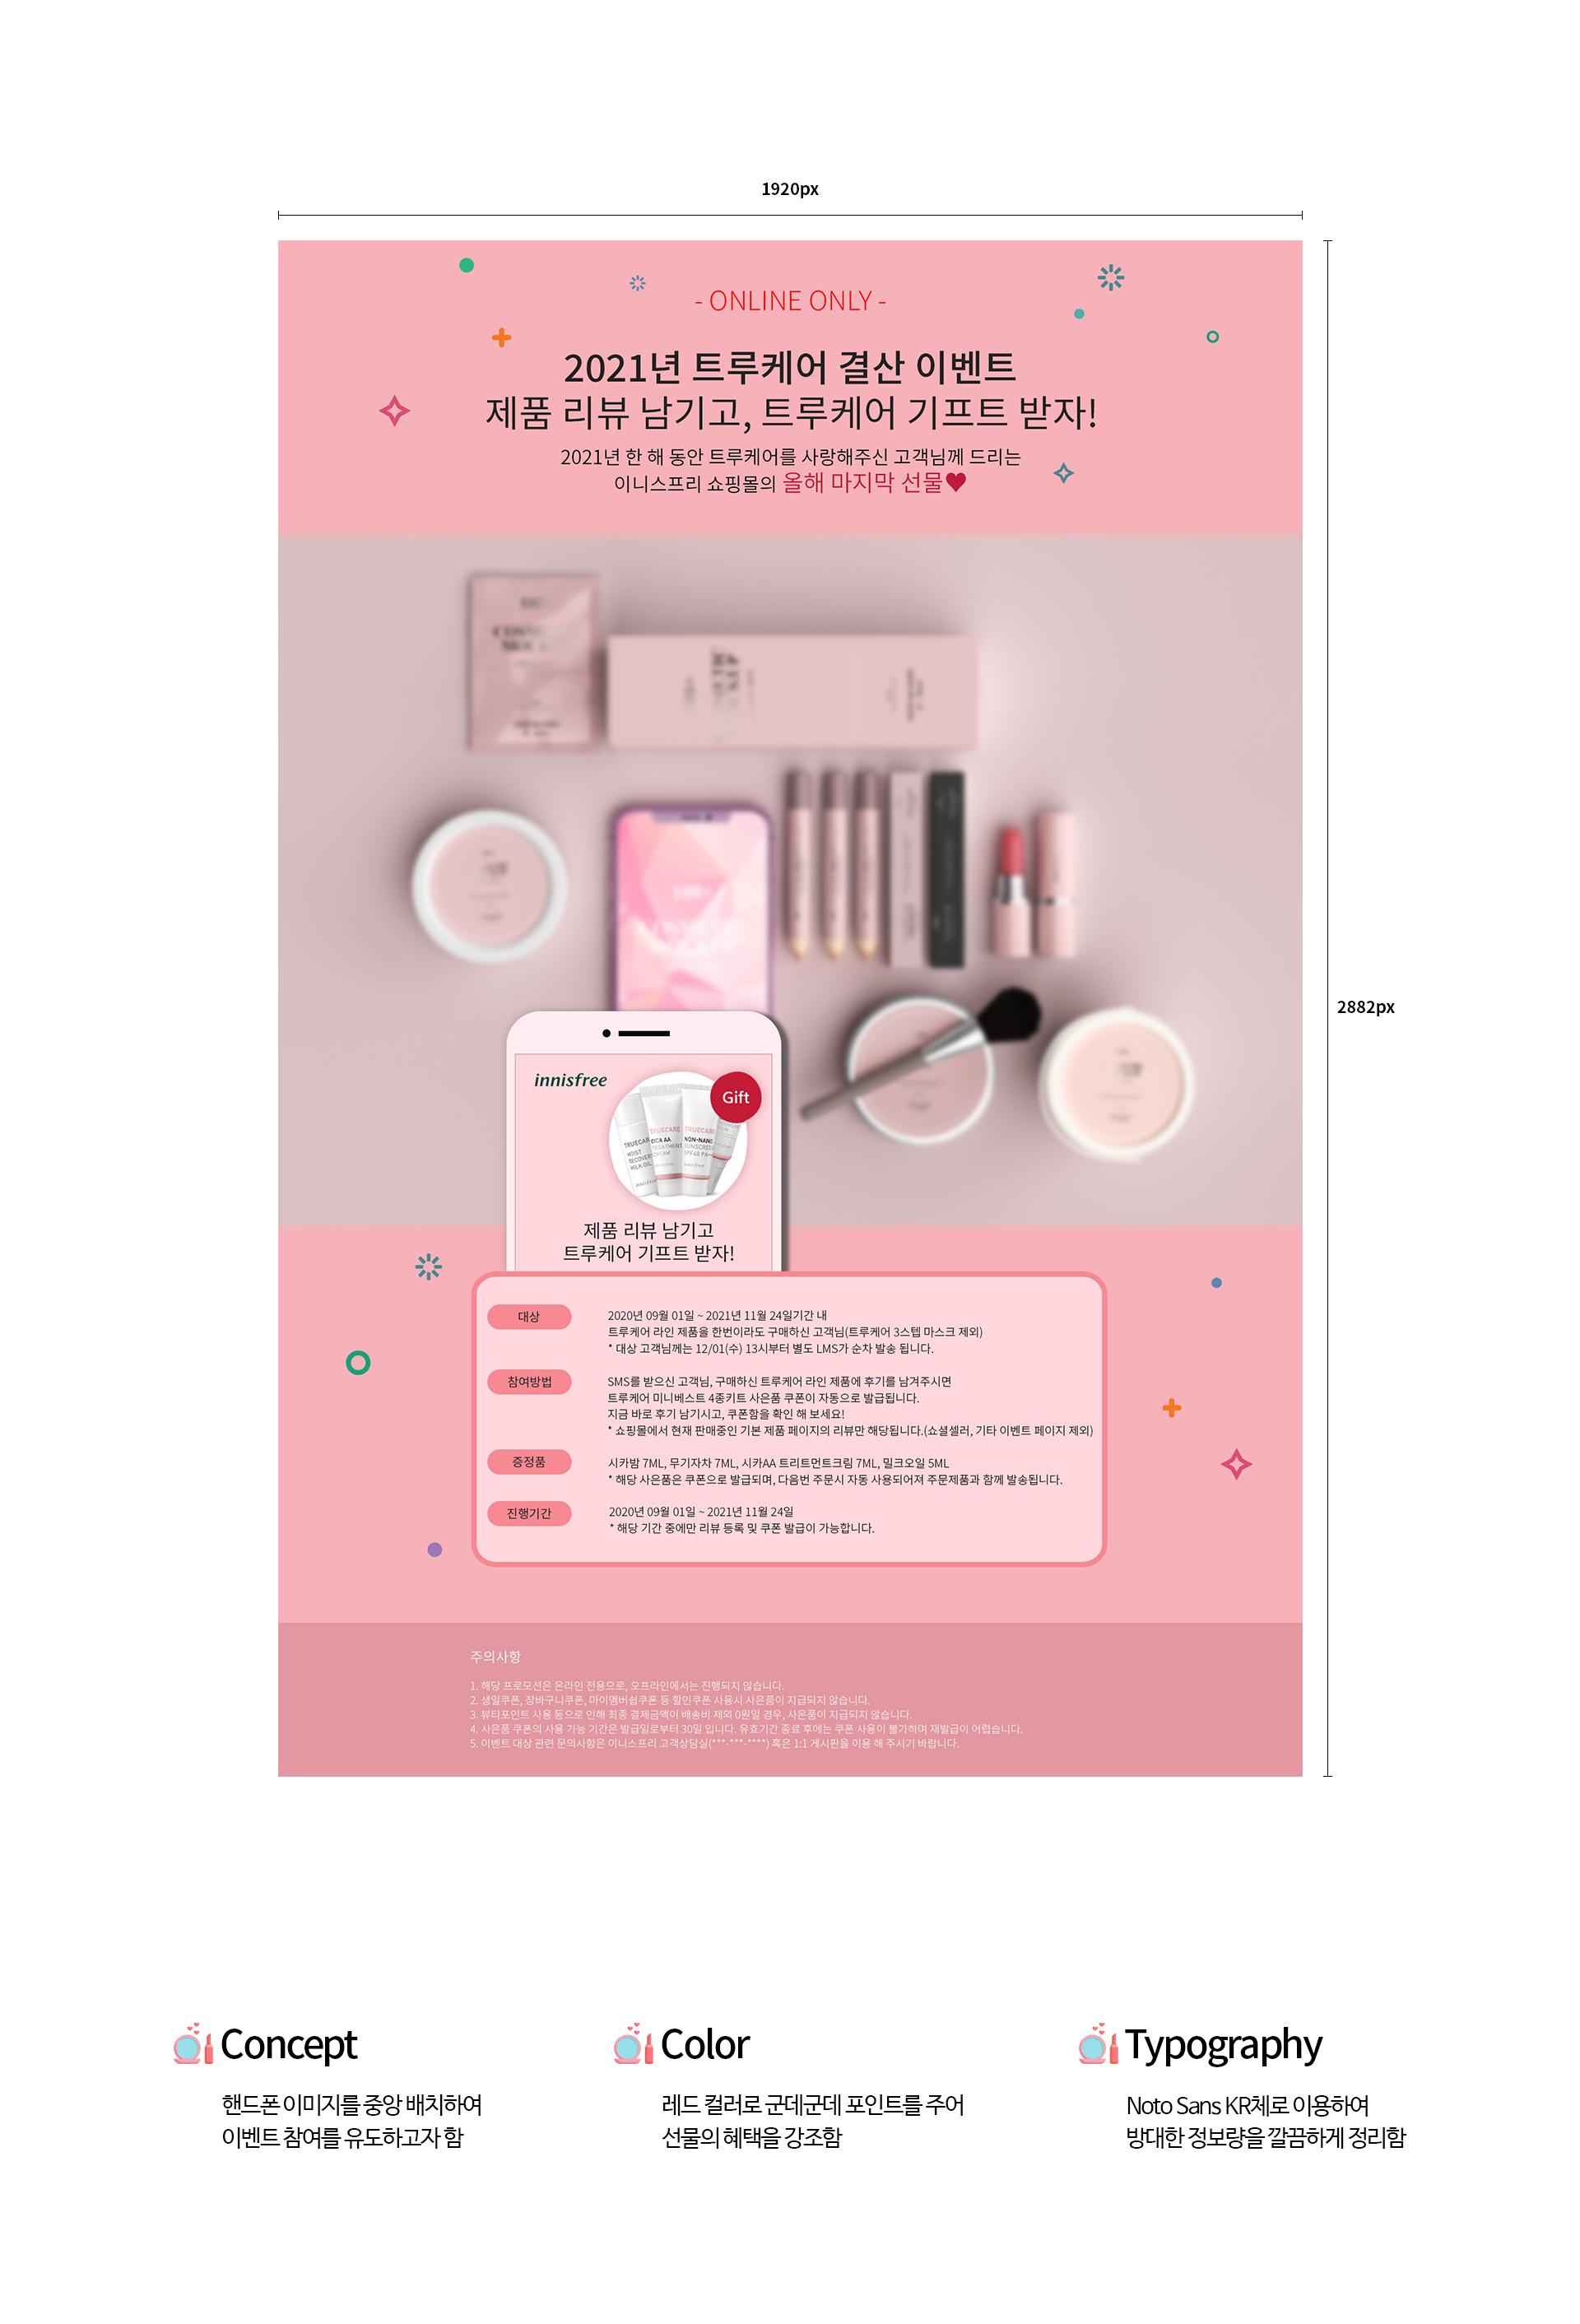 1920px
- ONLINE ONLY -
2021년 트루케어 결산 이벤트
제품 리뷰 남기고, 트루케어 기프트 받자!
2021년 한 해 동안 트루케어를 사랑해주신 고객님께 드리는
이니스프리 쇼핑몰의 올해 마지막 선물♥
2882px
innisfree
Gift
TRUECARE
CICA AA
TREATMENT
CREAM
TRUECARE
NON-NANO
SUNSCREEN
MOIST
RECOVERY
MILK OIL
제품 리뷰 남기고
트루케어 기프트 받자!
대상
2020년 09월 01일 ~ 2021년 11월 24일기간 내
트루케어 라인 제품을 한번이라도 구매하신 고객님(트루케어 3스텝 마스크 제외)
* 대상 고객님께는 12/01(수) 13시부터 별도 LMS가 순차 발송 됩니다.
참여방법
SMS를 받으신 고객님, 구매하신 트루케어 라인 제품에 후기를 남겨주시면
트루케어 미니베스트 4종키트 사은품 쿠폰이 자동으로 발급됩니다.
지금 바로 후기 남기시고, 쿠폰함을 확인 해 보세요!
* 쇼핑몰에서 현재 판매중인 기본 제품 페이지의 리뷰만 해당됩니다.(쇼셜셀러, 기타 이벤트 페이지 제외)
증정품
시카밤 7ML, 무기자차 7ML, 시카AA 트리트먼트크림 7ML, 밀크오일 5ML
* 해당 사은품은 쿠폰으로 발급되며, 다음번 주문시 자동 사용되어져 주문제품과 함께 발송됩니다.
진행기간
2020년 09월 01일 ~ 2021년 11월 24일
* 해당 기간 중에만 리뷰 등록 및 쿠폰 발급이 가능합니다.
주의사항
1. 해당 프로모션은 온라인 전용으로, 오프라인에서는 진행되지 않습니다.
2. 생일쿠폰, 장바구니쿠폰, 마이멤버쉽쿠폰 등 할인쿠폰 사용시 사은품이 지급되지 않습니다.
3. 뷰티포인트 사용 등으로 인해 최종 결제금액이 배송비 제외 0원일 경우, 사은품이 지급되지 않습니다.
4. 사은품 쿠폰의 사용 가능 기간은 발급일로부터 30일 입니다. 유효기간 종료 후에는 쿠폰 사용이 불가하며 재발급이 어렵습니다.
5. 이벤트 대상 관련 문의사항은 이니스프리 고객상담실(***-***-****) 혹은 1:1 게시판을 이용 해 주시기 바랍니다.
Concept
핸드폰 이미지를 중앙 배치하여
이벤트 참여를 유도하고자 함
Color
레드 컬러로 군데군데 포인트를 주어
선물의 혜택을 강조함
Typography
Noto Sans KR체로 이용하여
방대한 정보량을 깔끔하게 정리함